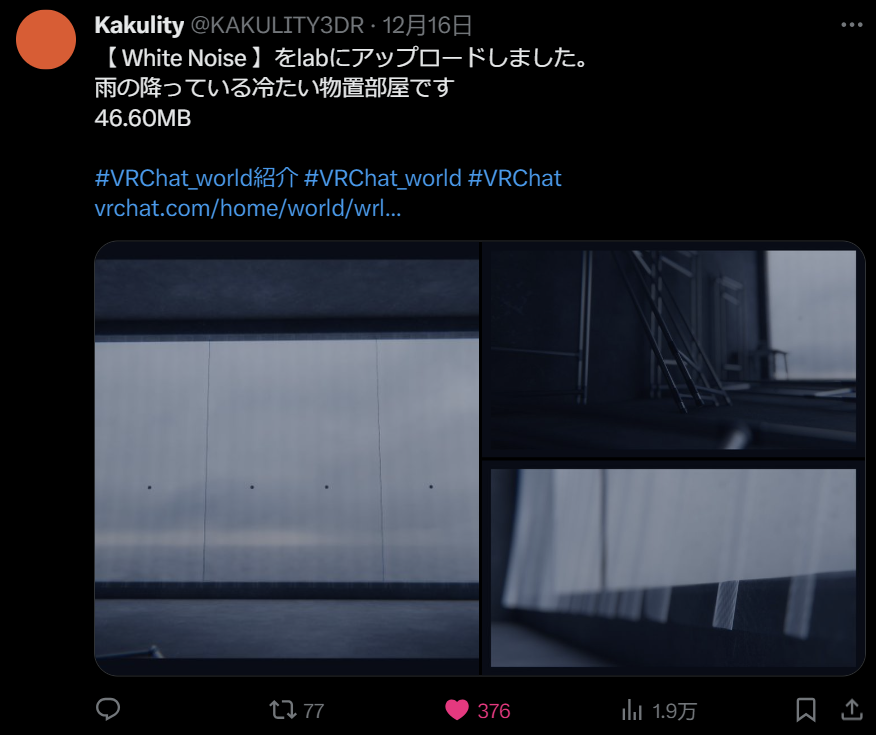 Kakulity @KAKULITY3DR · 12月16日
【 White Noise 】をlabにアップロードしました。
雨の降っている冷たい物置部屋です
46.60MB
#VRChat_world紹介 #VRChat_world #VRChat
vrchat.com/home/world/wrl…
77 376 1.9万